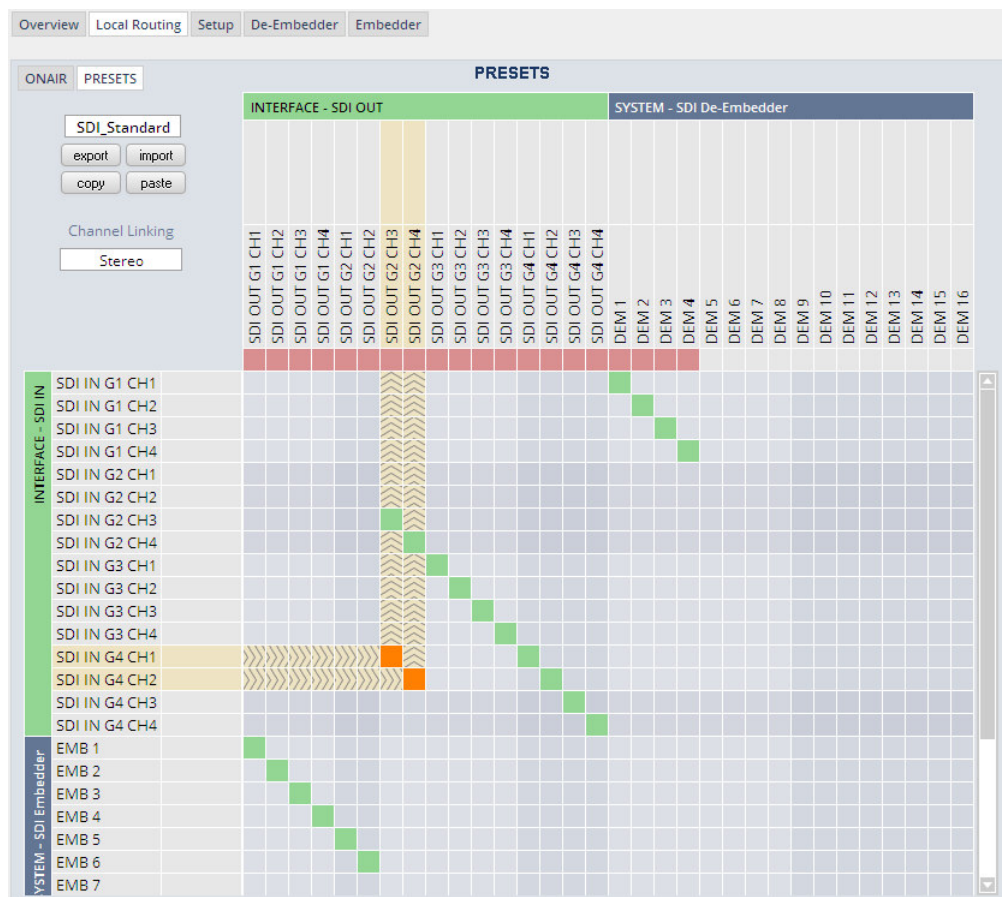 Overview Local Routing Setup De-Embedder Embedder
ONAIR PRESETS
PRESETS
INTERFACE - SDI OUT SYSTEM - SDI De-Embedder
SDI_Standard
export import
copy paste
Channel Linking
Stereo
SDI OUT G1 CH1
SDI OUT G1 CH2
SDI OUT G1 CH3
SDI OUT G1 CH4
SDI OUT G2 CH1
SDI OUT G2 CH2
SDI OUT G2 CH3
SDI OUT G2 CH4
SDI OUT G3 CH1
SDI OUT G3 CH2
SDI OUT G3 CH3
SDI OUT G3 CH4
SDI OUT G4 CH1
SDI OUT G4 CH2
SDI OUT G4 CH3
SDI OUT G4 CH4
DEM 1
DEM 2
DEM 3
DEM 4
DEM 5
DEM 6
DEM 7
DEM 8
DEM 9
DEM 10
DEM 11
DEM 12
DEM 13
DEM 14
DEM 15
DEM 16
INTERFACE - SDI IN
SDI IN G1 CH1
SDI IN G1 CH2
SDI IN G1 CH3
SDI IN G1 CH4
SDI IN G2 CH1
SDI IN G2 CH2
SDI IN G2 CH3
SDI IN G2 CH4
SDI IN G3 CH1
SDI IN G3 CH2
SDI IN G3 CH3
SDI IN G3 CH4
SDI IN G4 CH1
SDI IN G4 CH2
SDI IN G4 CH3
SDI IN G4 CH4
YSTEM - SDI Embedder
EMB 1
EMB 2
EMB 3
EMB 4
EMB 5
EMB 6
EMB 7